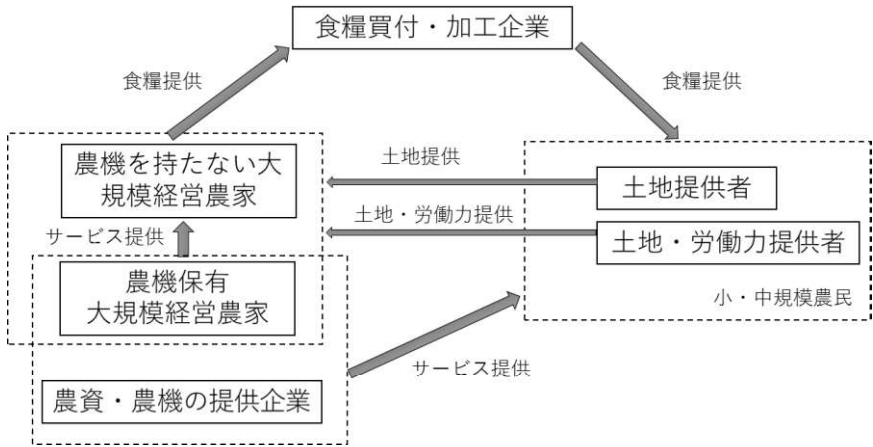 食糧買付・加工企業
食糧提供
食糧提供
農機を持たない大
規模経営農家
土地提供
土地提供者
土地・労働力提供
土地・労働力提供者
サービス提供
農機保有
大規模経営農家
小・中規模農民
サービス提供
農資・農機の提供企業